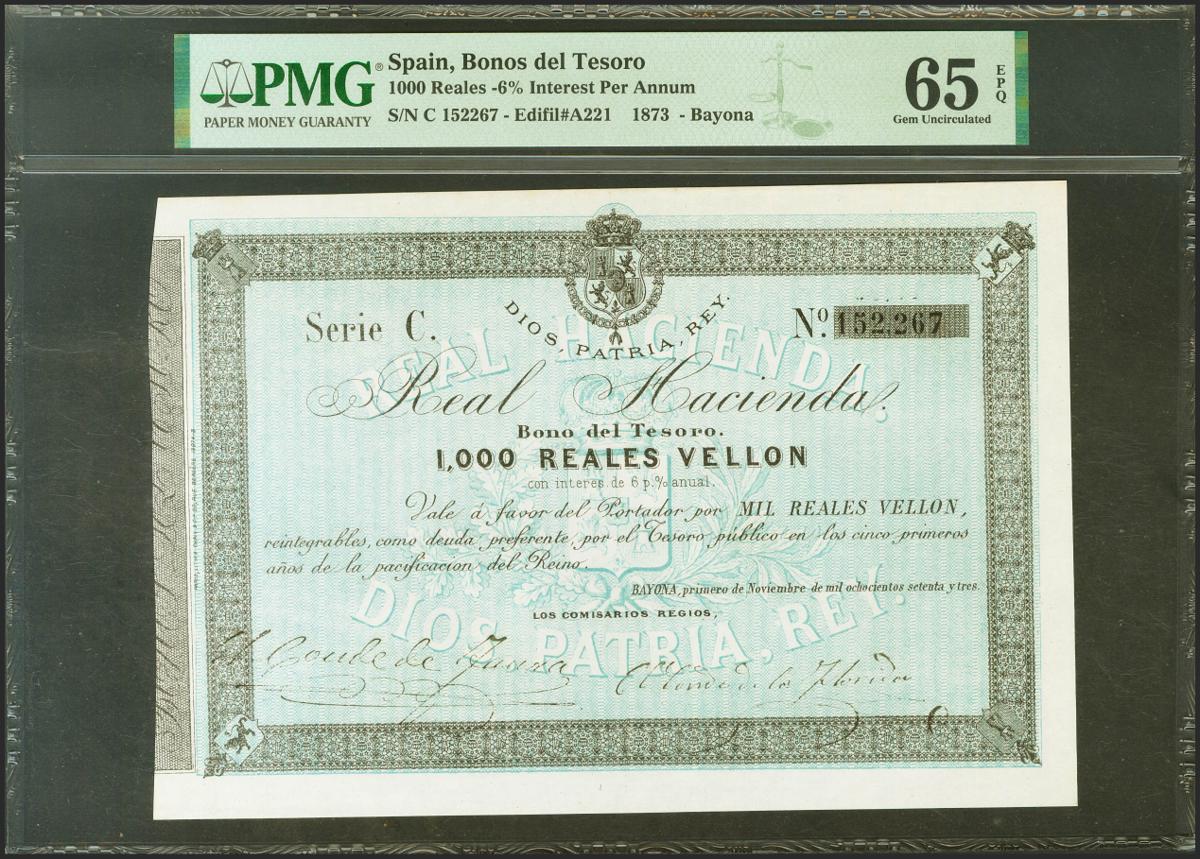 PMG®
PAPER MONEY GUARANTY
Spain, Bonos del Tesoro
1000 Reales -6% Interest Per Annum
S/N C 152267 - Edifil#A221 1873 - Bayona
65 EPQ
Gem Uncirculated
DIOS, PATRIA, REY.
Serie C.
Nº 152,267
REAL HACIENDA.
Real Hacienda.
Bono del Tesoro.
1,000 REALES VELLON
con interes de 6 p.% anual.
Vale á favor del Portador por MIL REALES VELLON,
reintegrables, como deuda preferente, por el Tesoro público en los cinco primeros
años de la pacificacion del Reino.
BAYONA, primero de Noviembre de mil ochocientos setenta y tres.
LOS COMISARIOS REGIOS,
DIOS, PATRIA, REY.
Conde de